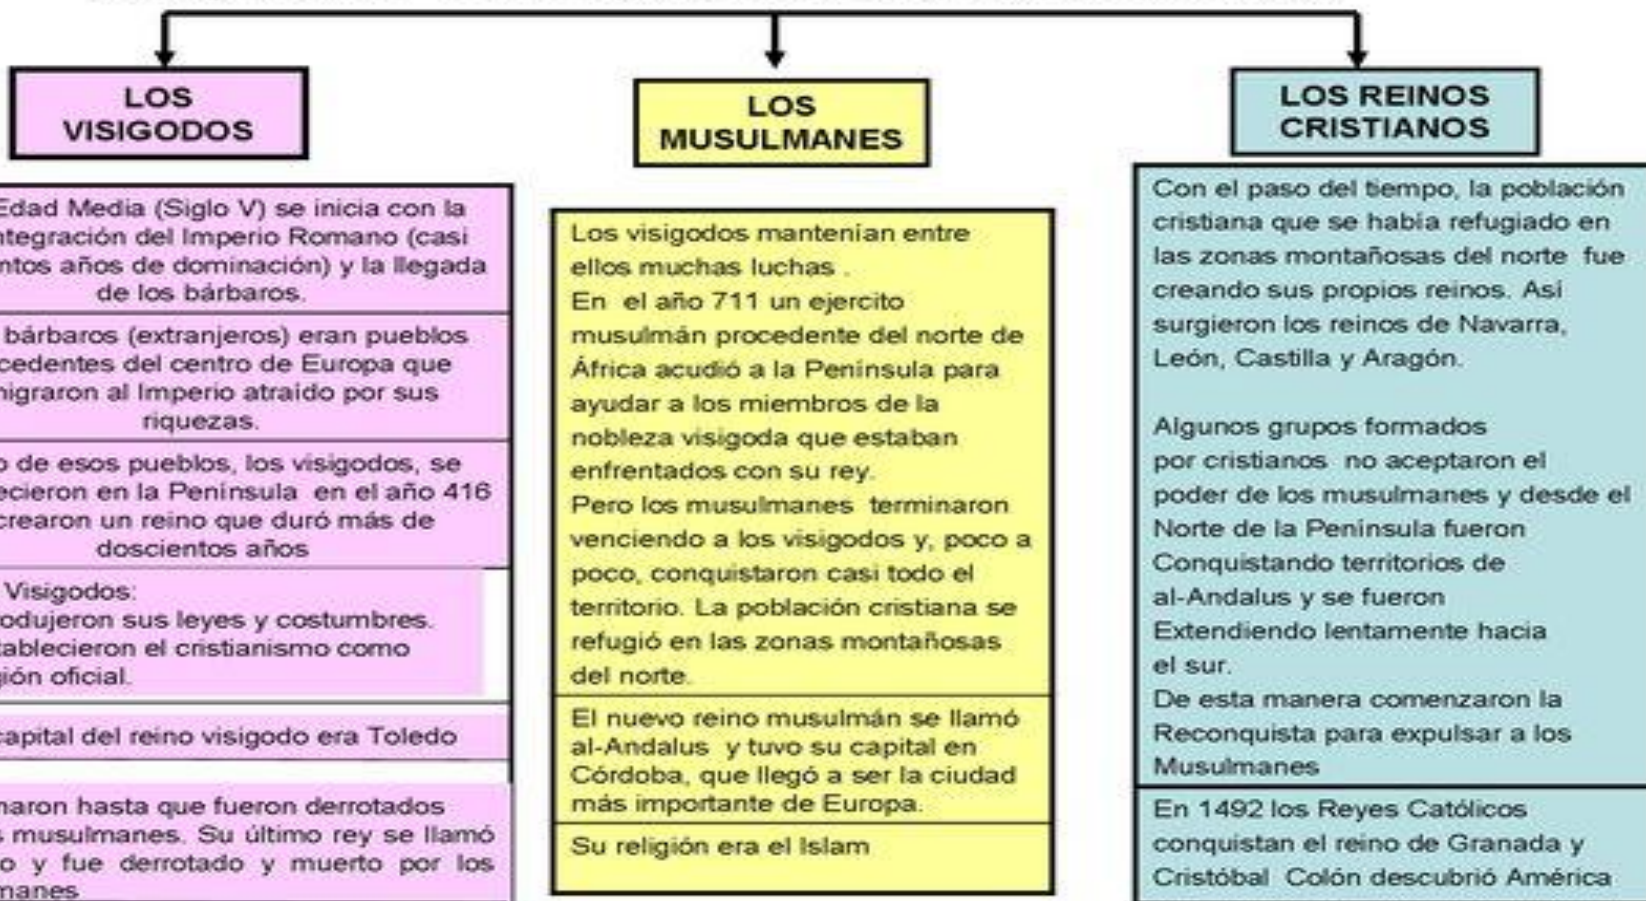 LOS
VISIGODOS
Edad Media (Siglo V) se inicia con la
ntegración del Imperio Romano (casi
ntos años de dominación) y la llegada
de los bárbaros.
bárbaros (extranjeros) eran pueblos
cedentes del centro de Europa que
igraron al Imperio atraído por sus
riquezas.
o de esos pueblos, los visigodos, se
ecieron en la Península en el año 416
crearon un reino que duró más de
doscientos años
Visigodos:
odujeron sus leyes y costumbres.
tablecieron el cristianismo como
gión oficial.
capital del reino visigodo era Toledo
naron hasta que fueron derrotados
s musulmanes. Su último rey se llamó
o y fue derrotado y muerto por los
manes
LOS
MUSULMANES
Los visigodos mantenían entre
ellos muchas luchas .
En el año 711 un ejercito
musulmán procedente del norte de
África acudió a la Península para
ayudar a los miembros de la
nobleza visigoda que estaban
enfrentados con su rey.
Pero los musulmanes terminaron
venciendo a los visigodos y, poco a
poco, conquistaron casi todo el
territorio. La población cristiana se
refugió en las zonas montañosas
del norte.
El nuevo reino musulmán se llamó
al-Andalus y tuvo su capital en
Córdoba, que llegó a ser la ciudad
más importante de Europa.
Su religión era el Islam
LOS REINOS
CRISTIANOS
Con el paso del tiempo, la población
cristiana que se había refugiado en
las zonas montañosas del norte fue
creando sus propios reinos. Así
surgieron los reinos de Navarra,
León, Castilla y Aragón.
Algunos grupos formados
por cristianos no aceptaron el
poder de los musulmanes y desde el
Norte de la Península fueron
Conquistando territorios de
al-Andalus y se fueron
Extendiendo lentamente hacia
el sur.
De esta manera comenzaron la
Reconquista para expulsar a los
Musulmanes
En 1492 los Reyes Católicos
conquistan el reino de Granada y
Cristóbal Colón descubrió América